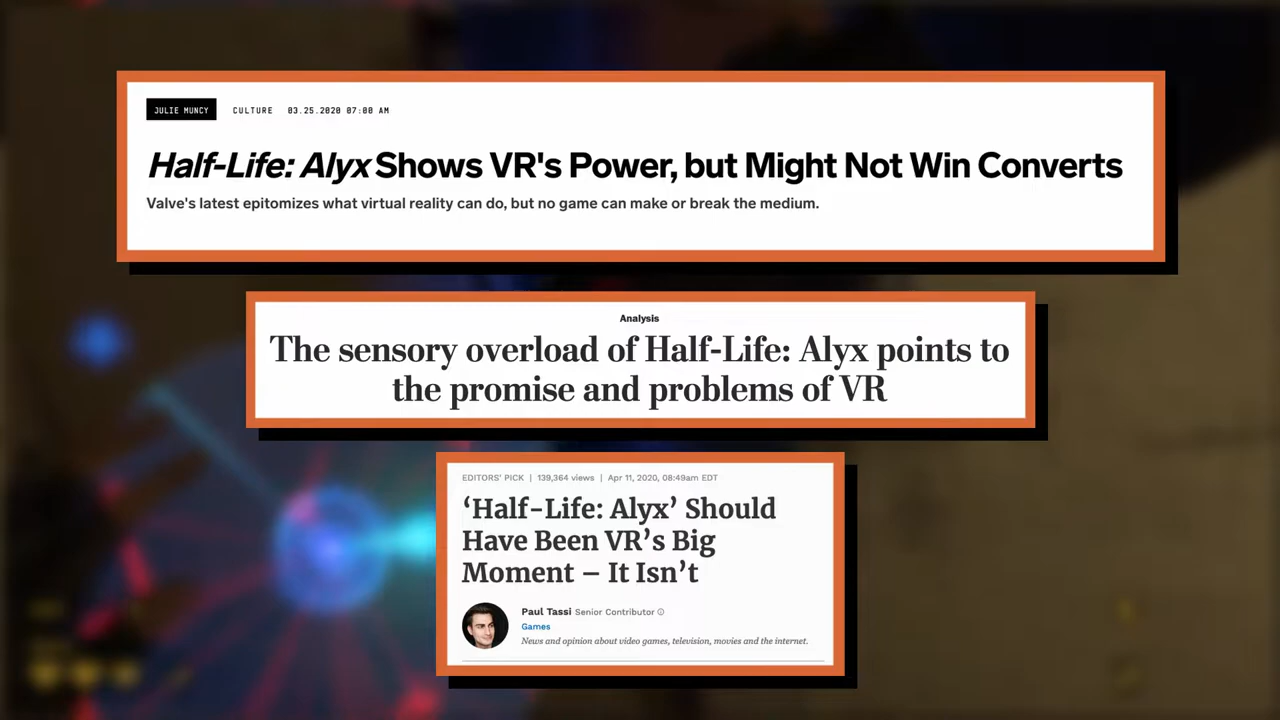 JULIE MUNCY CULTURE 03.25.2020 07:00 AM
Half-Life: Alyx Shows VR's Power, but Might Not Win Converts
Valve's latest epitomizes what virtual reality can do, but no game can make or break the medium.
Analysis
The sensory overload of Half-Life: Alyx points to
the promise and problems of VR
EDITORS' PICK | 139,364 views | Apr 11, 2020, 08:49am EDT
‘Half-Life: Alyx’ Should
Have Been VR’s Big
Moment – It Isn’t
Paul Tassi Senior Contributor
Games
News and opinion about video games, television, movies and the internet.